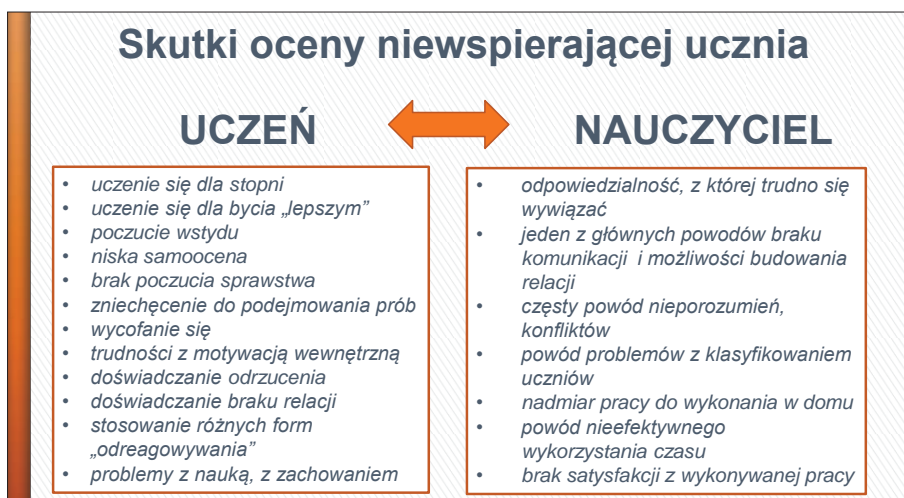 Skutki oceny niewspierającej ucznia
UCZEŃ
• uczenie się dla stopni
• uczenie się dla bycia „lepszym”
• poczucie wstydu
• niska samoocena
• brak poczucia sprawstwa
• zniechęcenie do podejmowania prób
• wycofanie się
• trudności z motywacją wewnętrzną
• doświadczanie odrzucenia
• doświadczanie braku relacji
• stosowanie różnych form
„odreagowywania”
• problemy z nauką, z zachowaniem
NAUCZYCIEL
• odpowiedzialność, z której trudno się
wywiązać
• jeden z głównych powodów braku
komunikacji i możliwości budowania
relacji
• częsty powód nieporozumień,
konfliktów
• powód problemów z klasyfikowaniem
uczniów
• nadmiar pracy do wykonania w domu
• powód nieefektywnego
wykorzystania czasu
• brak satysfakcji z wykonywanej pracy